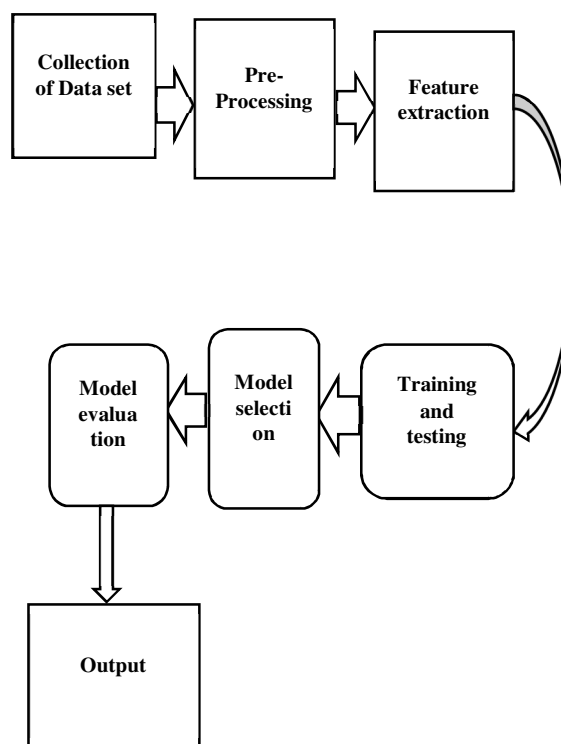 Collection
of Data set
Pre-
Processing
Feature
extraction
Training
and
testing
Model
selecti
on
Model
evalua
tion
Output